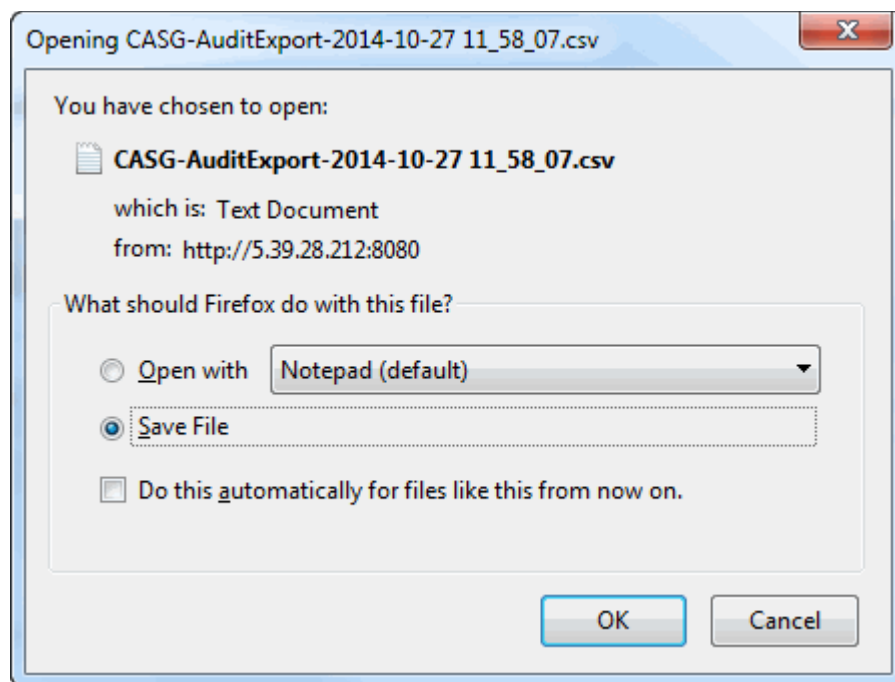 Opening CASG-AuditExport-2014-10-27 11_58_07.csv
You have chosen to open:
CASG-AuditExport-2014-10-27 11_58_07.csv
which is: Text Document
from: http://5.39.28.212:8080
What should Firefox do with this file?
Open with Notepad (default)
Save File
Do this automatically for files like this from now on.
OK Cancel